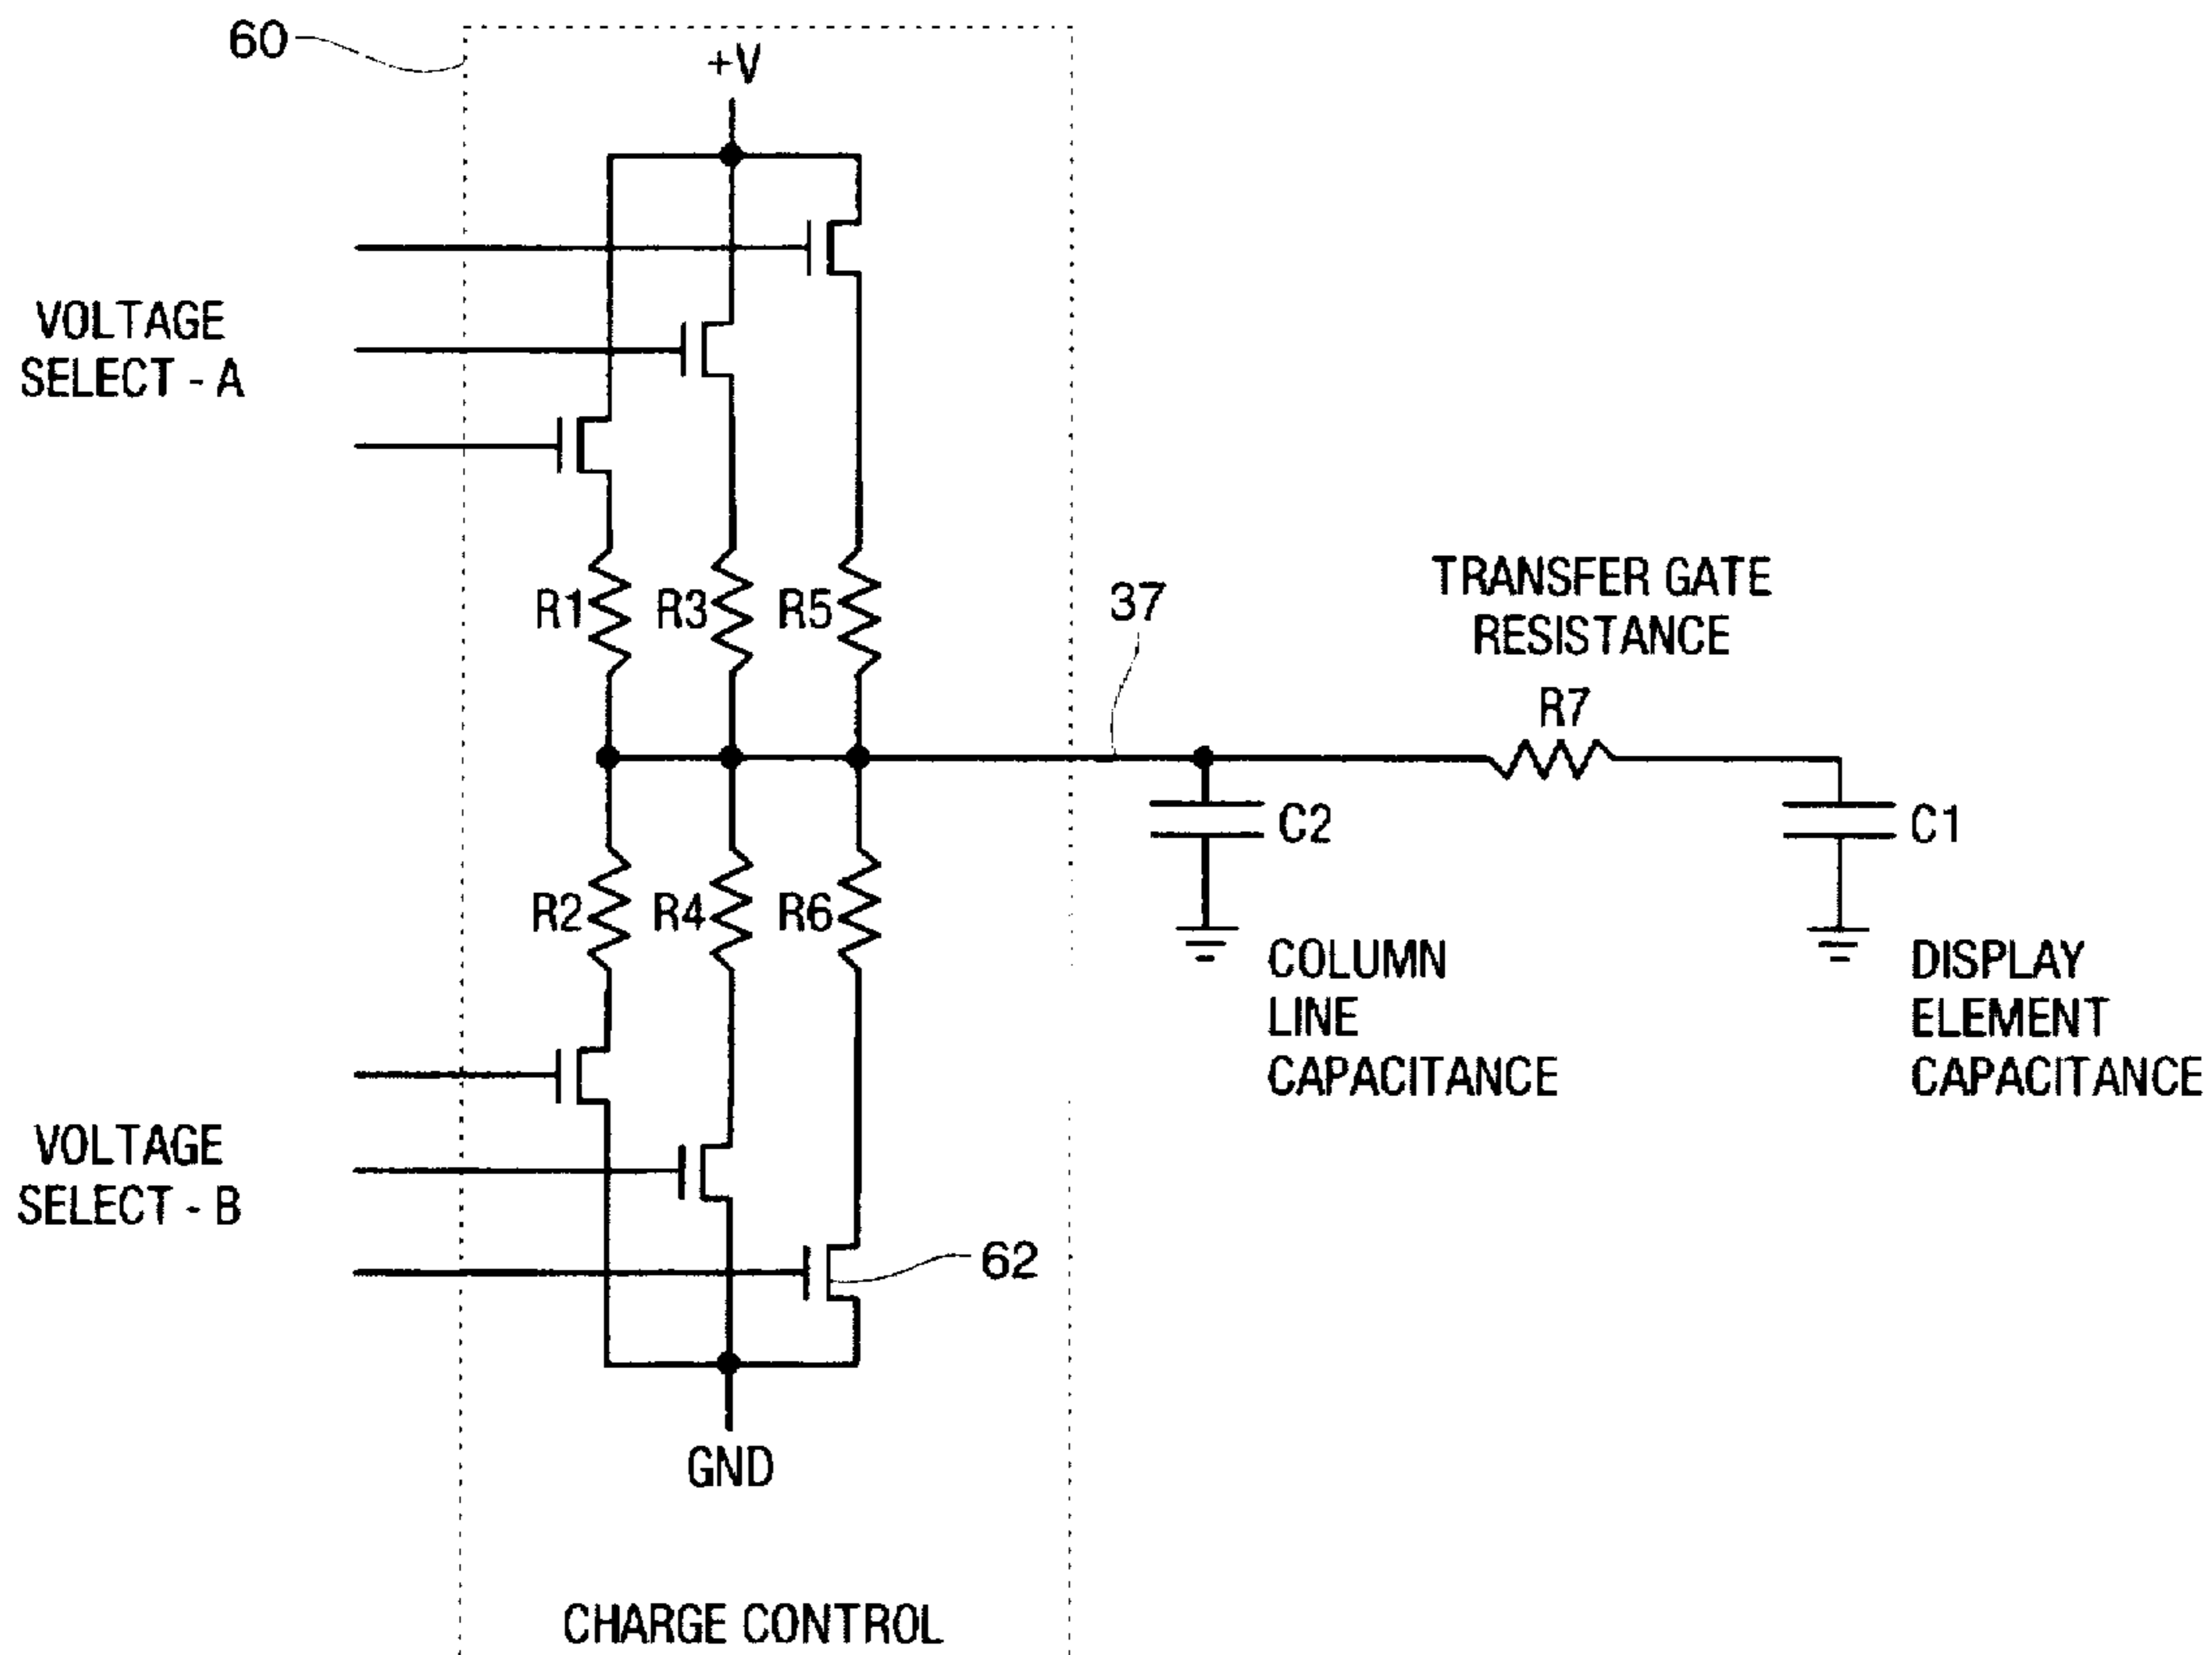 60
+V
VOLTAGE
SELECT - A
R1
R3
R5
37
TRANSFER GATE
RESISTANCE
R7
C2
C1
R2
R4
R6
COLUMN
LINE
CAPACITANCE
DISPLAY
ELEMENT
CAPACITANCE
VOLTAGE
SELECT - B
62
GND
CHARGE CONTROL